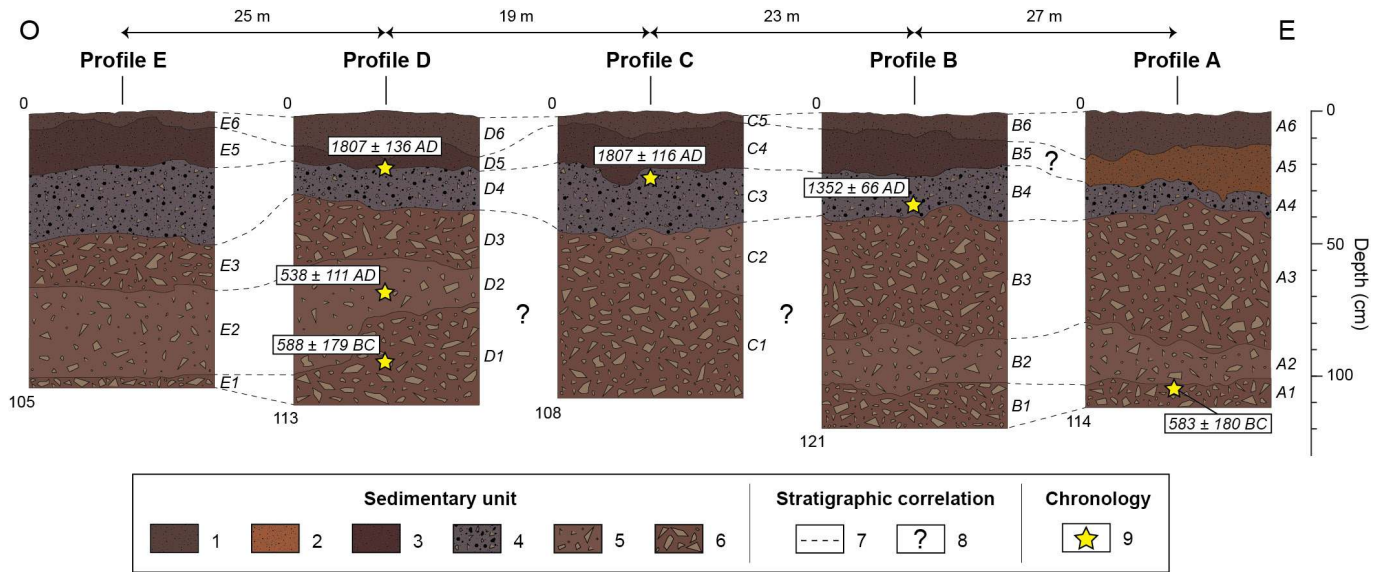 25 m 19 m 23 m 27 m
O E
Profile E Profile D Profile C Profile B Profile A
0 0 0 0 0 0
E6 D6 C5 B6 A6
E5 D5 C4 B5 ? A5
1807 ± 136 AD 1807 ± 116 AD
D4 C3 1352 ± 66 AD B4 A4
E3 D3 C2 B3 A3 50
538 ± 111 AD D2
E2 ? ?
588 ± 179 BC D1 C1 B2 A2
E1 B1 A1 100
Depth (cm)
105 113 108 121 114
583 ± 180 BC
Sedimentary unit Stratigraphic correlation Chronology
1 2 3 4 5 6 7 ? 8 9